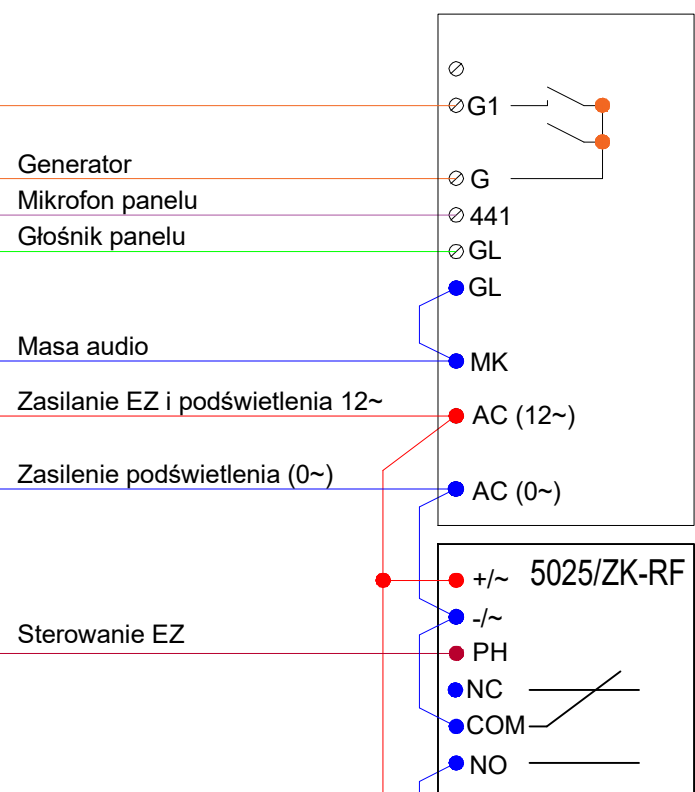 G1
Generator
G
Mikrofon panelu
441
Głośnik panelu
GL
GL
Masa audio
MK
Zasilanie EZ i podświetlenia 12~
AC (12~)
Zasilenie podświetlenia (0~)
AC (0~)
+/~ 5025/ZK-RF
-/~
Sterowanie EZ
PH
NC
COM
NO